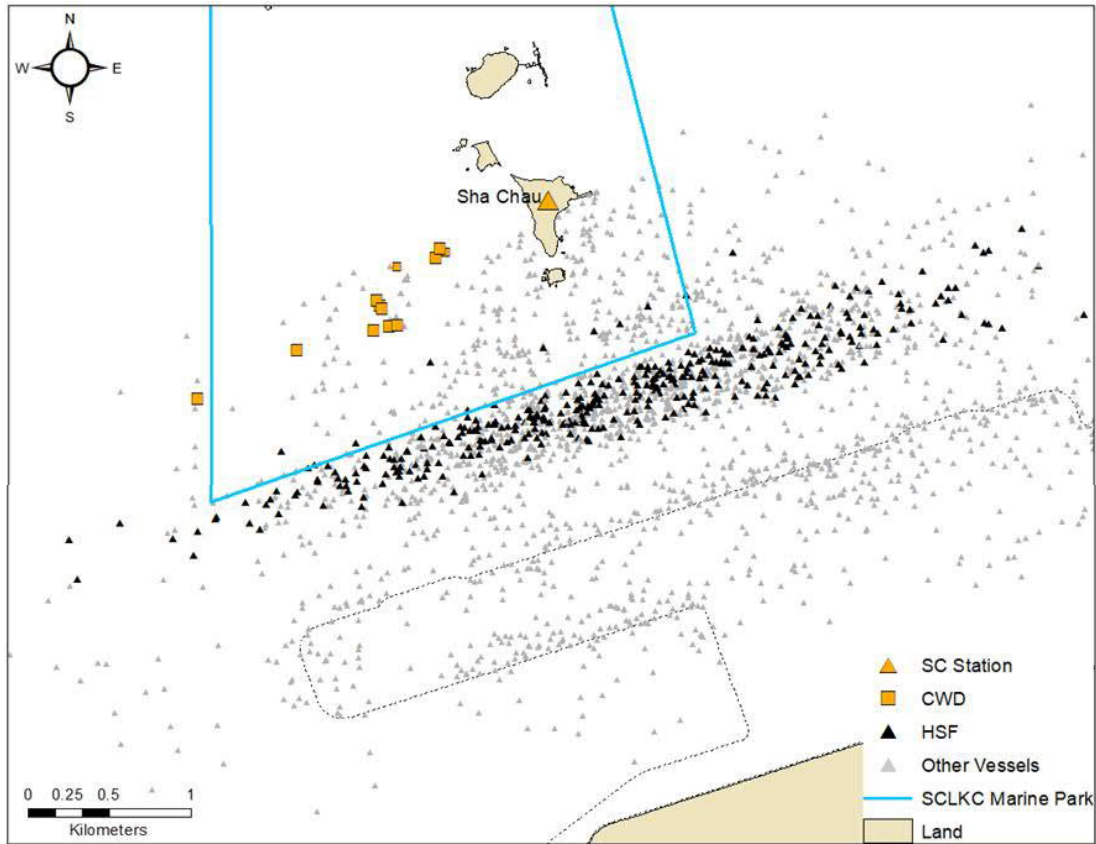 N
W E
S
Sha Chau
SC Station
CWD
HSF
Other Vessels
SCLKC Marine Park
Land
0 0.25 0.5 1
Kilometers